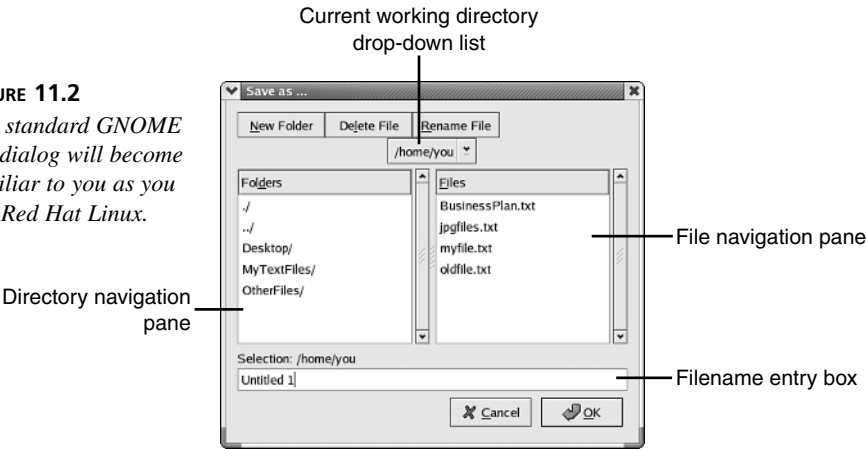 Current working directory
drop-down list
URE 11.2
standard GNOME
dialog will become
iliar to you as you
Red Hat Linux.
Save as ...
New Folder
Delete File
Rename File
/home/you
Folders
./
../
Desktop/
MyTextFiles/
OtherFiles/
Files
BusinessPlan.txt
jpgfiles.txt
myfile.txt
oldfile.txt
File navigation pane
Directory navigation
pane
Selection: /home/you
Untitled 1
Filename entry box
Cancel
OK